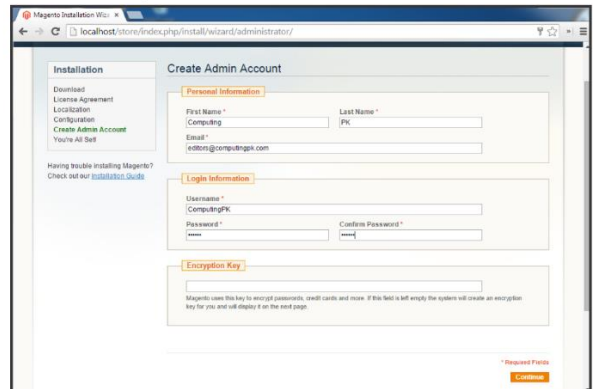 Magento Installation Wiz
localhost/store/index.php/install/wizard/administrator/
Installation
Download
License Agreement
Localization
Configuration
Create Admin Account
You're All Set!
Having trouble installing Magento?
Check out our Installation Guide
Create Admin Account
Personal Information
First Name * Last Name *
Computing PK
Email *
editors@computingpk.com
Login Information
Username *
ComputingPK
Password * Confirm Password *
•••••• ••••••
Encryption Key
Magento uses this key to encrypt passwords, credit cards and more. If this field is left empty the system will create an encryption
key for you and will display it on the next page.
* Required Fields
Continue